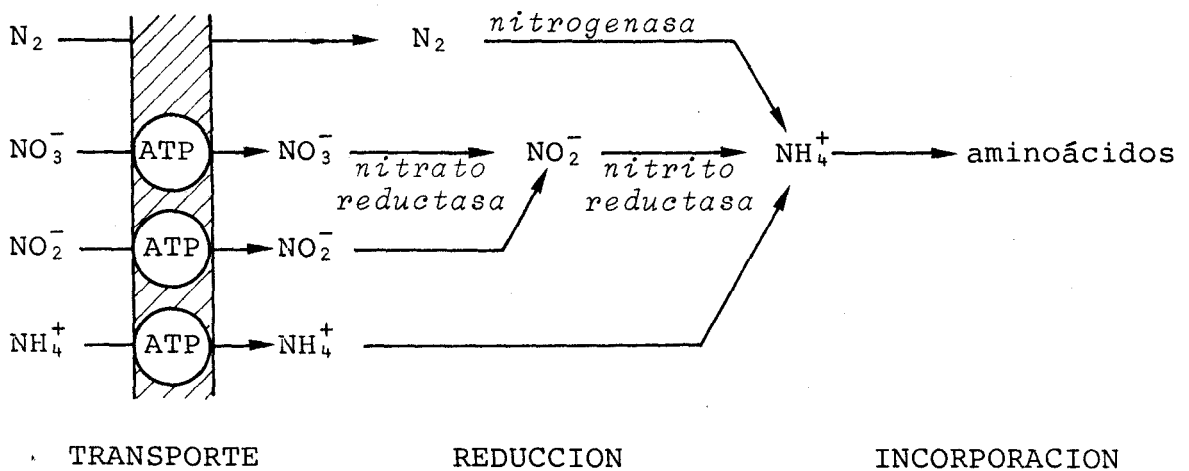 N₂ N₂ nitrogenasa
NO₃⁻ ATP NO₃⁻ nitrato reductasa NO₂⁻ nitrito reductasa NH₄⁺ aminoácidos
NO₂⁻ ATP NO₂⁻
NH₄⁺ ATP NH₄⁺
TRANSPORTE REDUCCION INCORPORACION